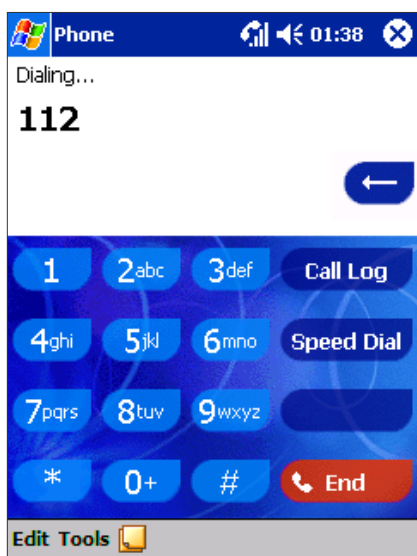 Phone 01:38
Dialing...
112
1 2abc 3def Call Log
4ghi 5jkl 6mno Speed Dial
7pqrs 8tuv 9wxyz
* 0+ # End
Edit Tools